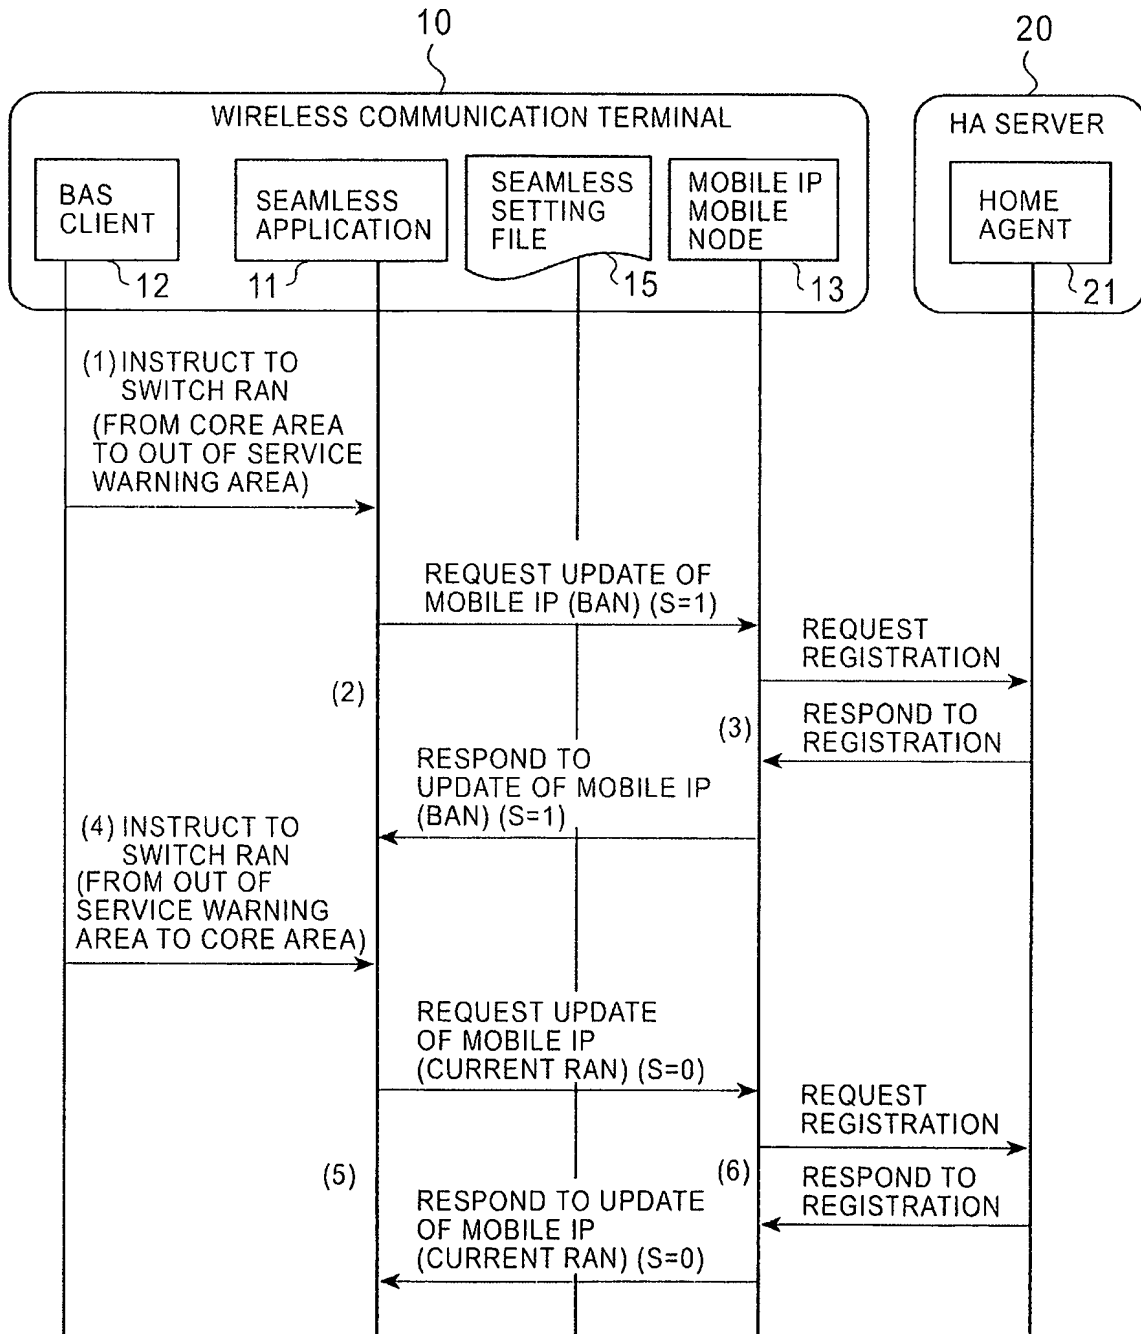 10
20
WIRELESS COMMUNICATION TERMINAL
HA SERVER
BAS
CLIENT
SEAMLESS
APPLICATION
SEAMLESS
SETTING
FILE
MOBILE IP
MOBILE
NODE
HOME
AGENT
12
11
15
13
21
(1) INSTRUCT TO
SWITCH RAN
(FROM CORE AREA
TO OUT OF SERVICE
WARNING AREA)
REQUEST UPDATE OF
MOBILE IP (BAN) (S=1)
REQUEST
REGISTRATION
(2)
(3)
RESPOND TO
REGISTRATION
RESPOND TO
UPDATE OF MOBILE IP
(BAN) (S=1)
(4) INSTRUCT TO
SWITCH RAN
(FROM OUT OF
SERVICE WARNING
AREA TO CORE AREA)
REQUEST UPDATE
OF MOBILE IP
(CURRENT RAN) (S=0)
REQUEST
REGISTRATION
(5)
(6)
RESPOND TO
REGISTRATION
RESPOND TO UPDATE
OF MOBILE IP
(CURRENT RAN) (S=0)